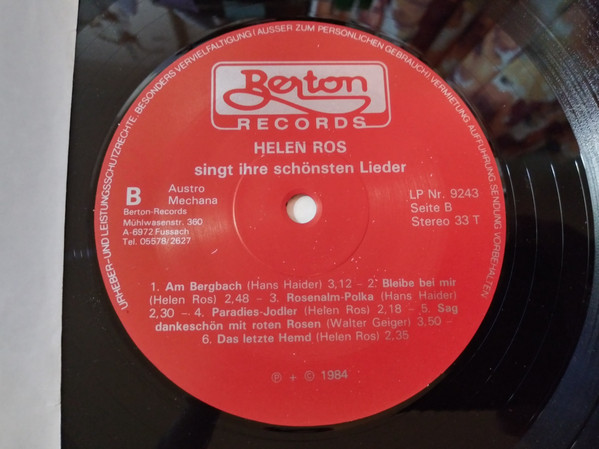 URHEBER-UND LEISTUNGSSCHUTZRECHTE, BESONDERS VERVIELFÄLTIGUNG (AUSSER ZUM PERSÖNLICHEN GEBRAUCH) VERMIETUNG AUFFÜHRUNG SENDUNG VORBEHALTEN
Berton
RECORDS
HELEN ROS
singt ihre schönsten Lieder
B
Austro
Mechana
Berton-Records
Mühlwasenstr. 360
A-6972 Fussach
Tel. 05578/2627
LP Nr. 9243
Seite B
Stereo 33 T
1. Am Bergbach (Hans Haider) 3,12 – 2. Bleibe bei mir
(Helen Ros) 2,48 – 3. Rosenalm-Polka (Hans Haider)
2,30 – 4. Paradies-Jodler (Helen Ros) 2,18 – 5. Sag
dankeschön mit roten Rosen (Walter Geiger) 3,50 –
6. Das letzte Hemd (Helen Ros) 2,35
℗ + © 1984